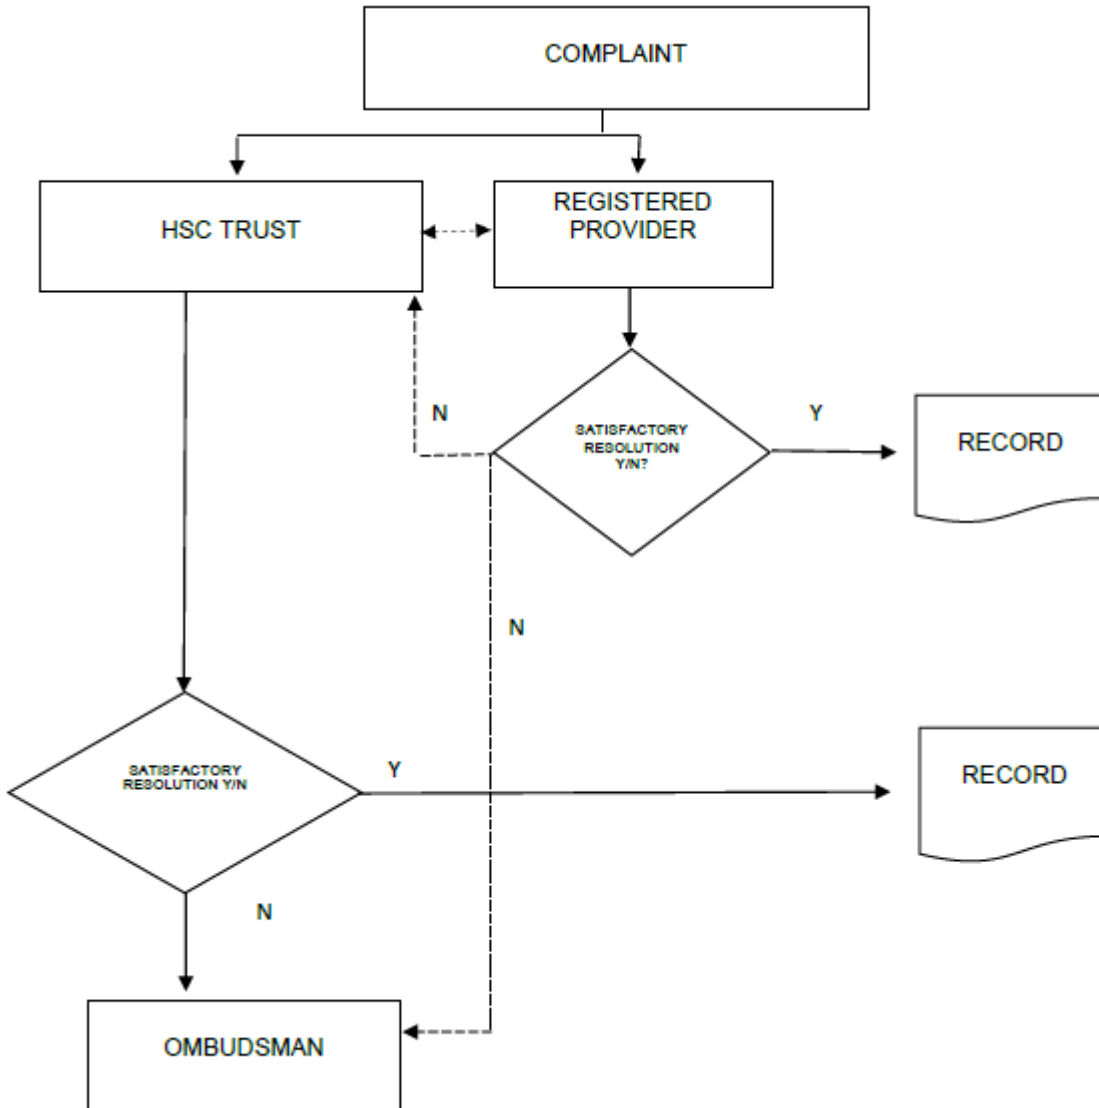 COMPLAINT
HSC TRUST
REGISTERED
PROVIDER
N
SATISFACTORY
RESOLUTION
Y/N?
Y
RECORD
N
SATISFACTORY
RESOLUTION Y/N
Y
RECORD
N
OMBUDSMAN